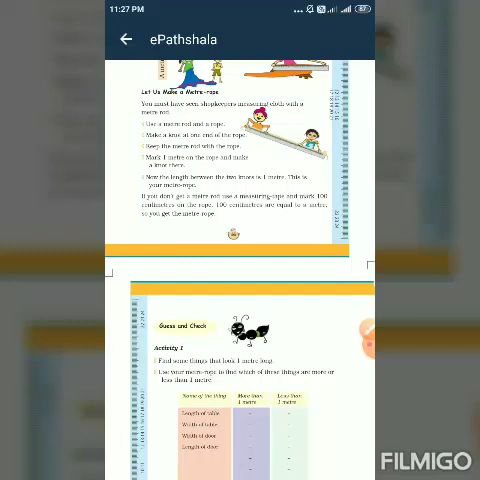 11:27 PM
67
ePathshala
Let Us Make a Metre-rope
You must have seen shopkeepers measuring cloth with a
metre rod.
Use a metre rod and a rope.
Make a knot at one end of the rope.
Keep the metre rod with the rope.
Mark 1 metre on the rope and make
a knot there.
Now the length between the two knots is 1 metre. This is
your metre-rope.
If you don't get a metre rod use a measuring-tape and mark 100
centimetres on the rope. 100 centimetres are equal to a metre,
so you get the metre rope.
Guess and Check
Activity 1
Find some things that look 1 metre long.
Use your metre-rope to find which of these things are more or
less than 1 metre.
Name of the thing More than Less than
1 metre 1 metre
Length of table - -
Width of table - -
Width of door - -
Length of door - -
- -
- -
FILMIGO